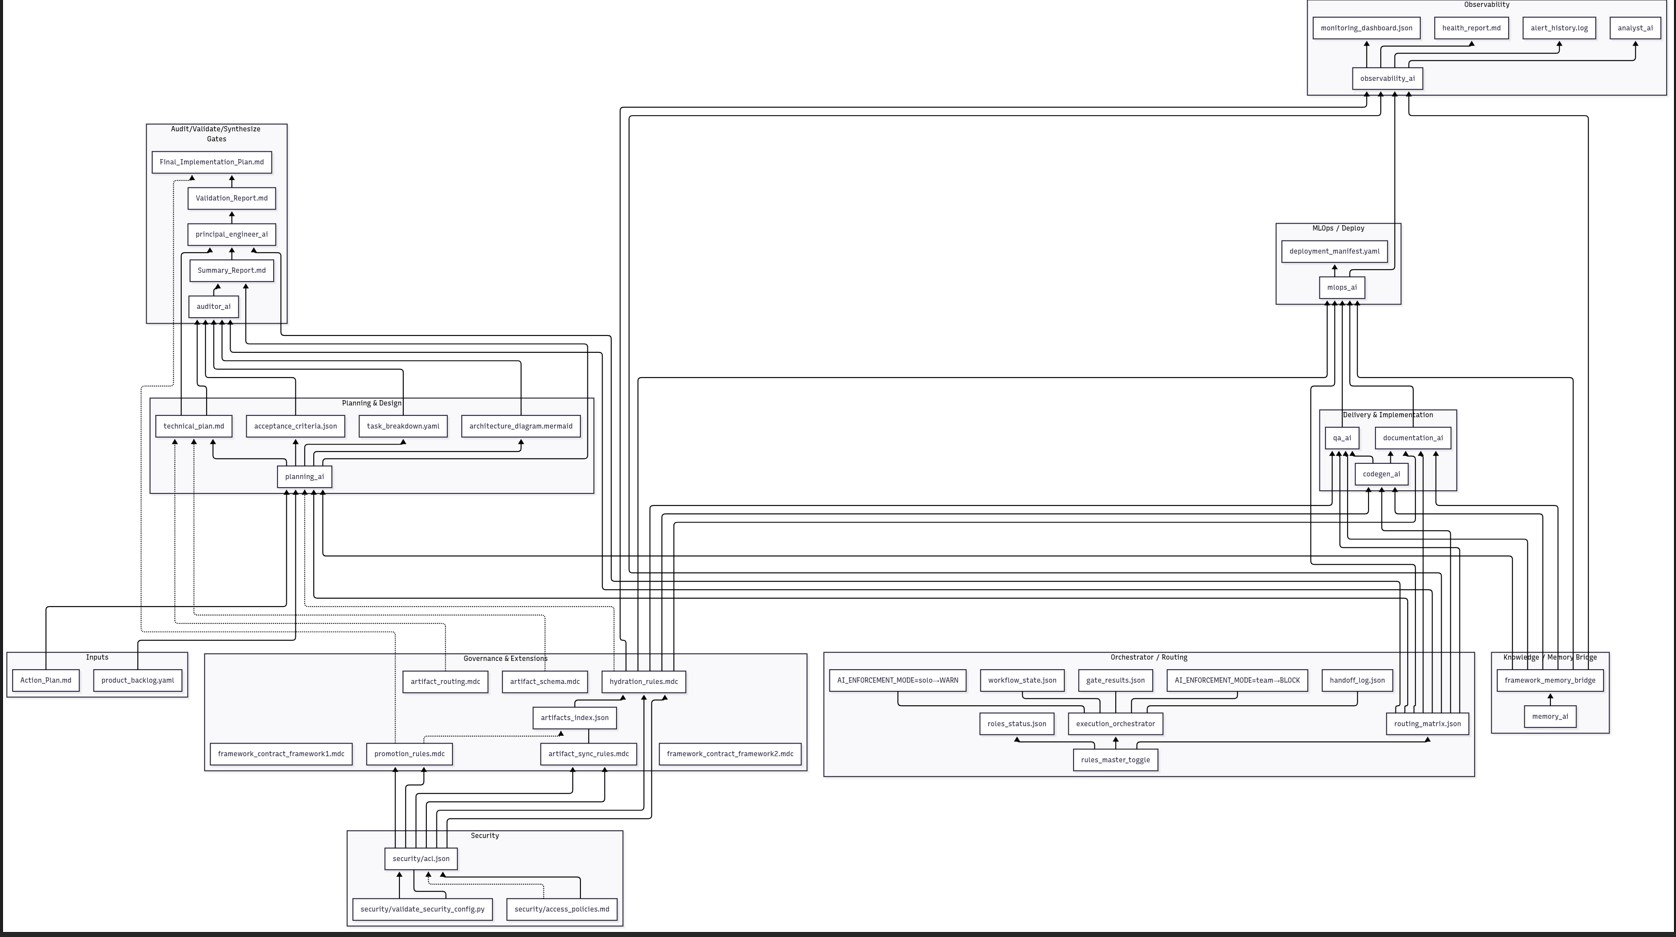 Observability
monitoring_dashboard.json
health_report.md
alert_history.log
analyst_ai
observability_ai
Audit/Validate/Synthesize
Gates
Final_Implementation_Plan.md
Validation_Report.md
principal_engineer_ai
Summary_Report.md
auditor_ai
MLOps / Deploy
deployment_manifest.yaml
mlops_ai
Planning & Design
technical_plan.md
acceptance_criteria.json
task_breakdown.yaml
architecture_diagram.mermaid
planning_ai
Delivery & Implementation
qa_ai
documentation_ai
codegen_ai
Inputs
Action_Plan.md
product_backlog.yaml
Governance & Extensions
artifact_routing.mdc
artifact_schema.mdc
hydration_rules.mdc
artifacts_index.json
framework_contract_framework1.mdc
promotion_rules.mdc
artifact_sync_rules.mdc
framework_contract_framework2.mdc
Orchestrator / Routing
AI_ENFORCEMENT_MODE=solo→WARN
workflow_state.json
gate_results.json
AI_ENFORCEMENT_MODE=team→BLOCK
handoff_log.json
roles_status.json
execution_orchestrator
routing_matrix.json
rules_master_toggle
Knowledge / Memory Bridge
framework_memory_bridge
memory_ai
Security
security/acl.json
security/validate_security_config.py
security/access_policies.md